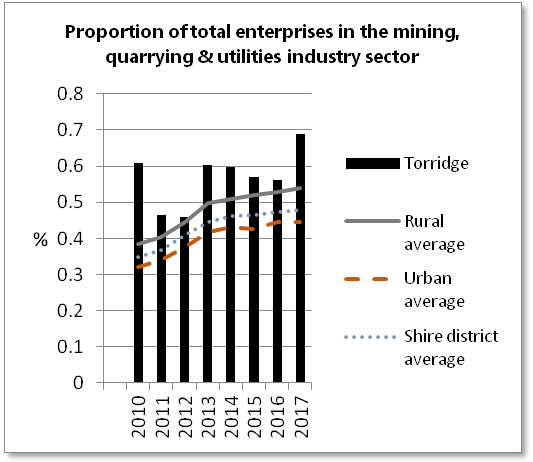 Proportion of total enterprises in the mining,
quarrying & utilities industry sector
0.8
0.7
0.6
0.5
0.4
0.3
0.2
0.1
0
%
2010
2011
2012
2013
2014
2015
2016
2017
Torridge
Rural
average
Urban
average
Shire district
average